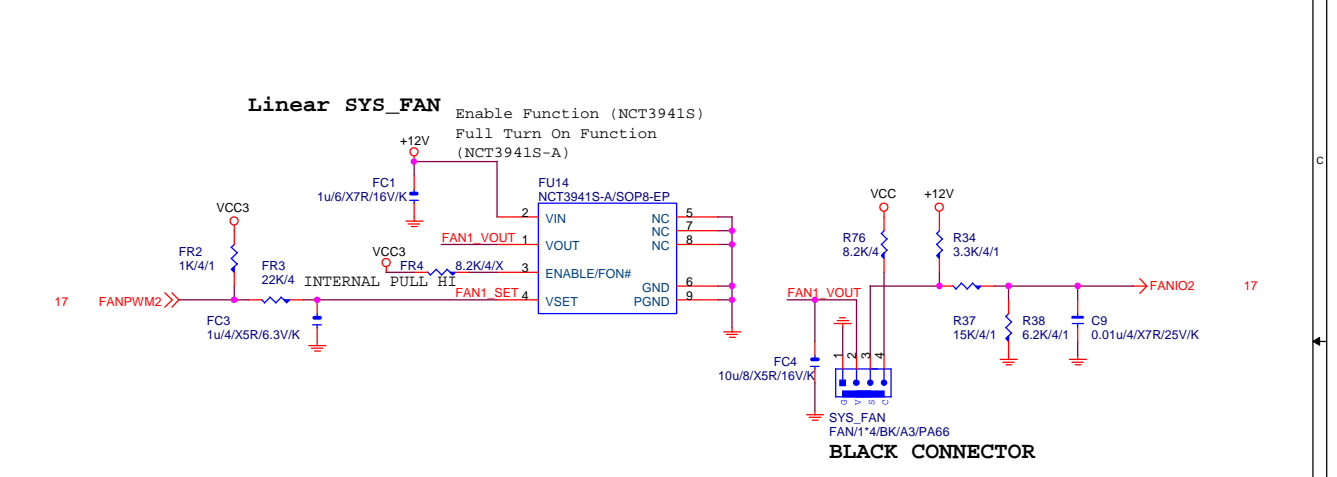 Linear SYS_FAN
Enable Function (NCT3941S)
Full Turn On Function
(NCT3941S-A)
+12V
FC1
1u/6/X7R/16V/K
FU14
NCT3941S-A/SOP8-EP
VCC3
FR2
1K/4/1
FR3
22K/4
VCC3
FR4
8.2K/4/X
INTERNAL PULL HI
FAN1_VOUT
FAN1_SET
2
1
3
4
VIN
VOUT
ENABLE/FON#
VSET
NC
NC
NC
GND
PGND
5
7
8
6
9
17
FANPWM2
FC3
1u/4/X5R/6.3V/K
VCC
+12V
R76
8.2K/4
R34
3.3K/4/1
FAN1_VOUT
FANIO2
17
R37
15K/4/1
R38
6.2K/4/1
C9
0.01u/4/X7R/25V/K
FC4
10u/8/X5R/16V/K
1
2
3
4
G
V
S
C
SYS_FAN
FAN/1*4/BK/A3/PA66
BLACK CONNECTOR
C